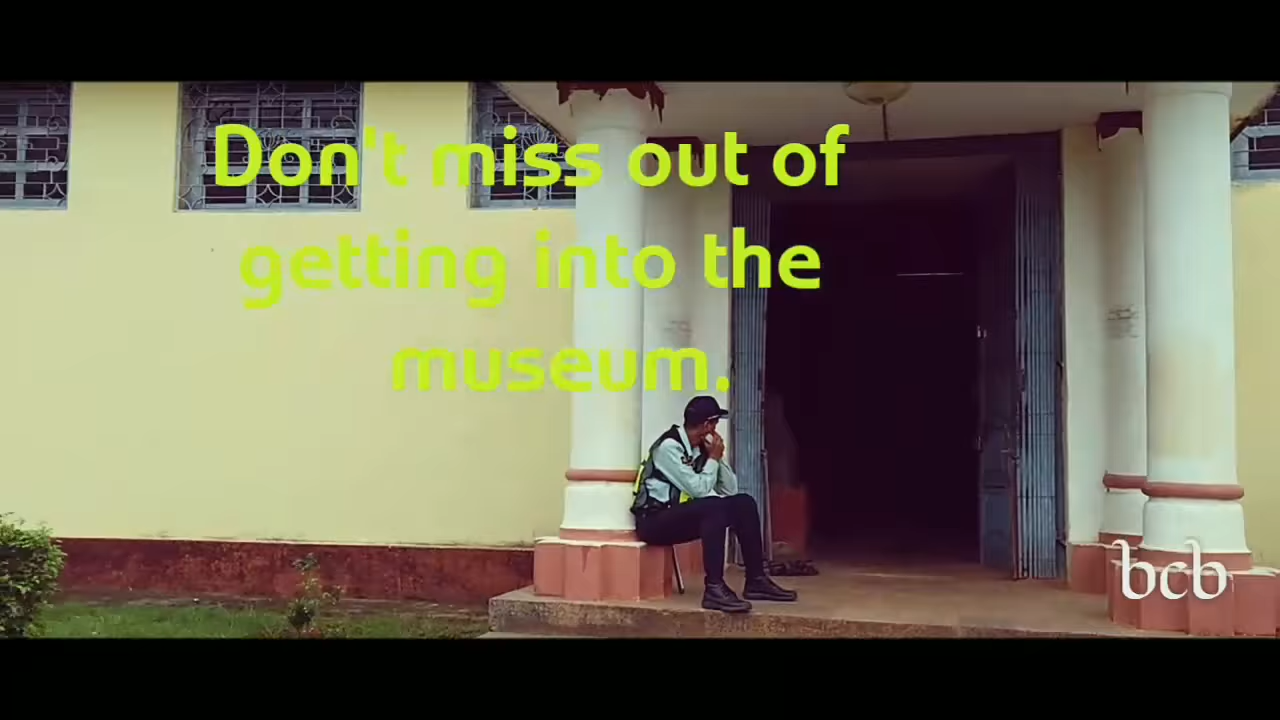 Don't miss out of
getting into the
museum.
bcb